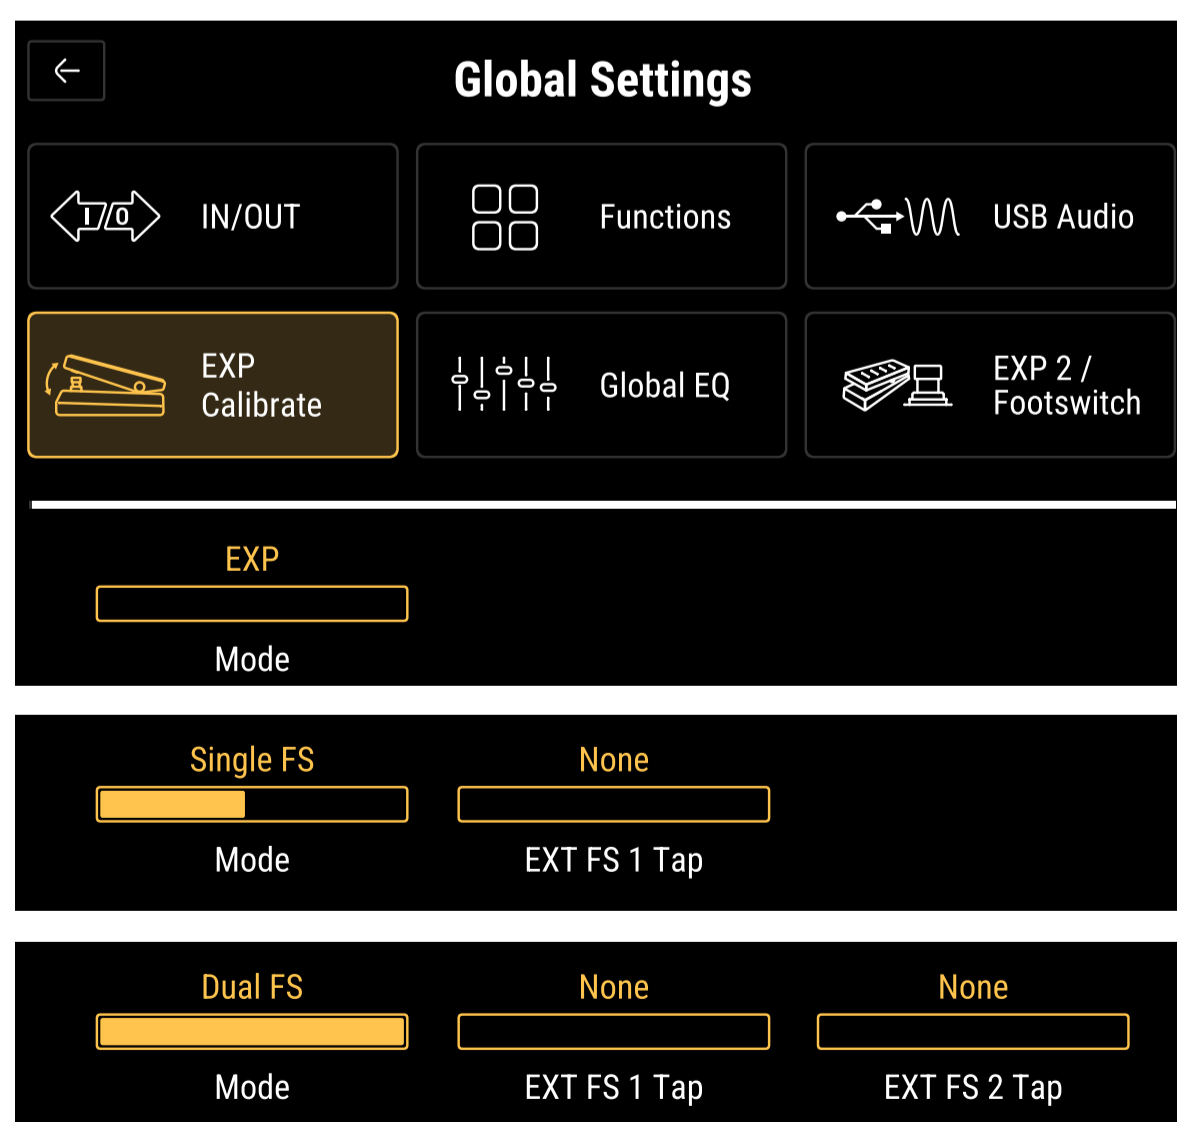 Global Settings
I/O IN/OUT
Functions
USB Audio
EXP
Calibrate
Global EQ
EXP 2 /
Footswitch
EXP
Mode
Single FS
None
Mode
EXT FS 1 Tap
Dual FS
None
None
Mode
EXT FS 1 Tap
EXT FS 2 Tap